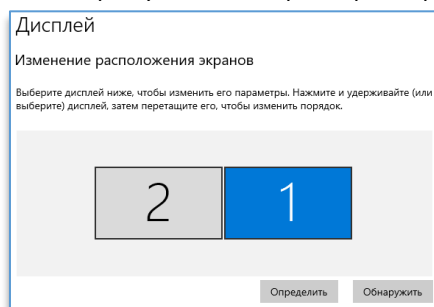 Дисплей
Изменение расположения экранов
Выберите дисплей ниже, чтобы изменить его параметры. Нажмите и удерживайте (или
выберите) дисплей, затем перетащите его, чтобы изменить порядок.
2 1
Определить Обнаружить